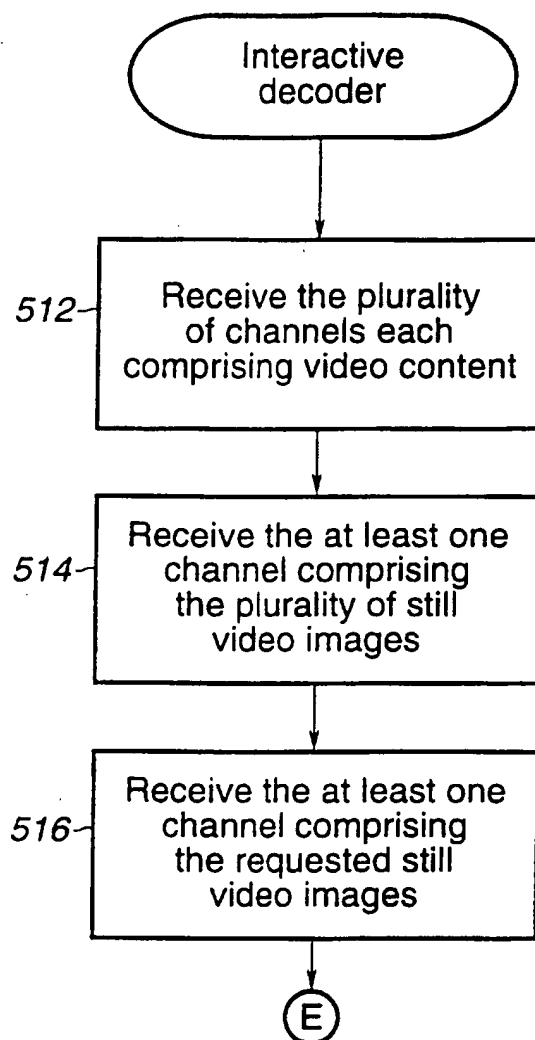 Interactive
decoder
512
Receive the plurality
of channels each
comprising video content
514
Receive the at least one
channel comprising
the plurality of still
video images
516
Receive the at least one
channel comprising
the requested still
video images
E